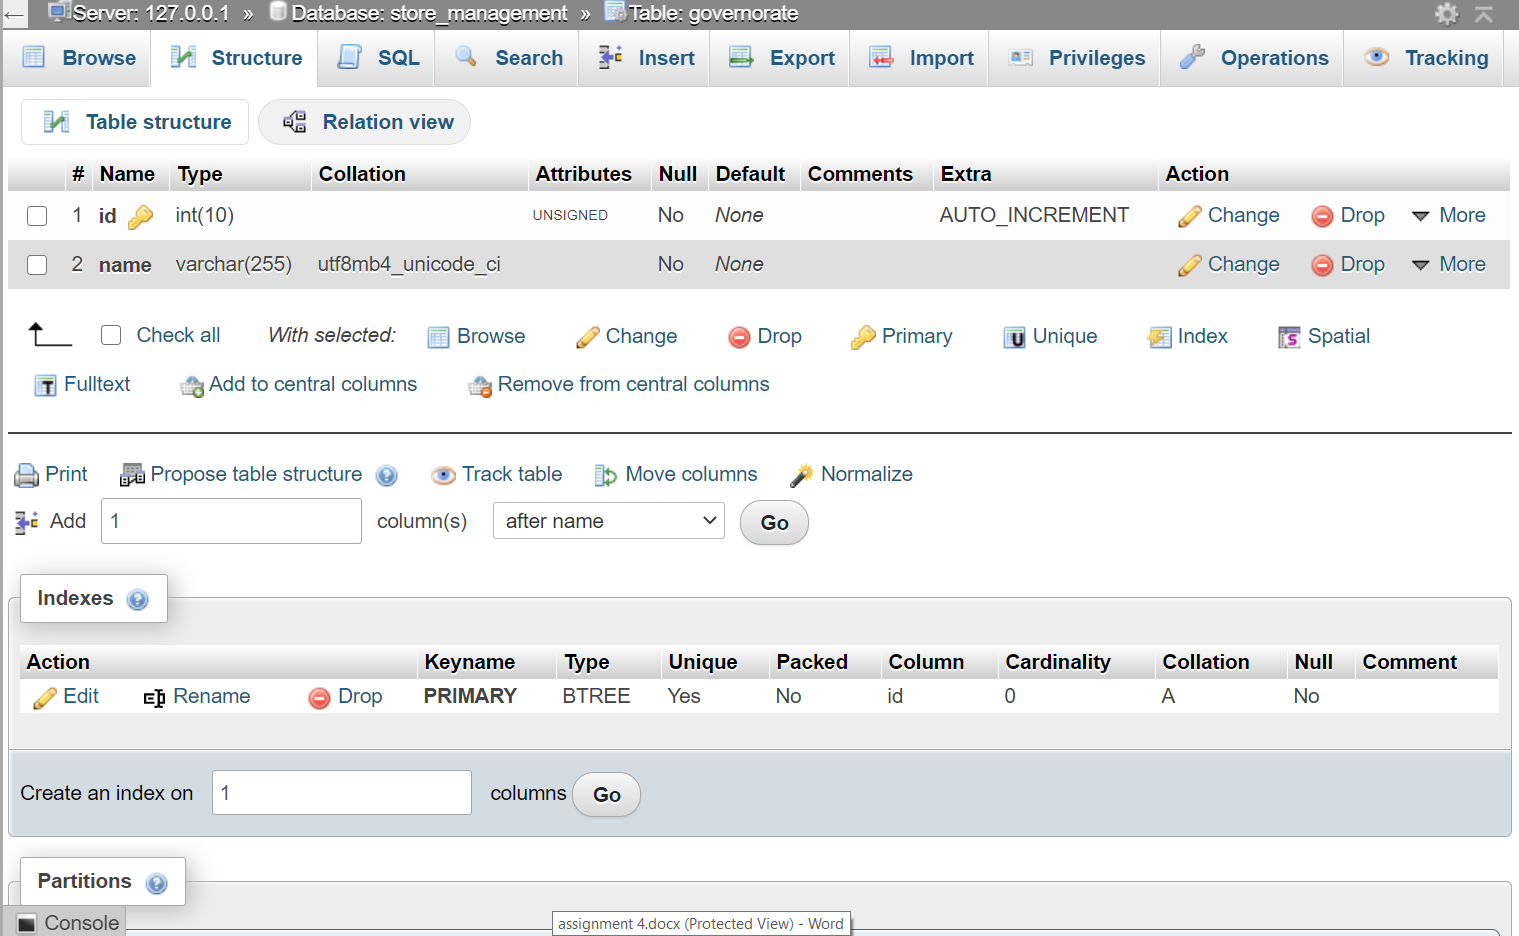 Server: 127.0.0.1 » Database: store_management » Table: governorate
Browse Structure SQL Search Insert Export Import Privileges Operations Tracking
Table structure Relation view
# Name Type Collation Attributes Null Default Comments Extra Action
1 id int(10) UNSIGNED No None AUTO_INCREMENT Change Drop More
2 name varchar(255) utf8mb4_unicode_ci No None Change Drop More
Check all With selected: Browse Change Drop Primary Unique Index Spatial
Fulltext Add to central columns Remove from central columns
Print Propose table structure Track table Move columns Normalize
Add 1 column(s) after name Go
Indexes
Action Keyname Type Unique Packed Column Cardinality Collation Null Comment
Edit Rename Drop PRIMARY BTREE Yes No id 0 A No
Create an index on 1 columns Go
Partitions
Console
assignment 4.docx (Protected View) - Word